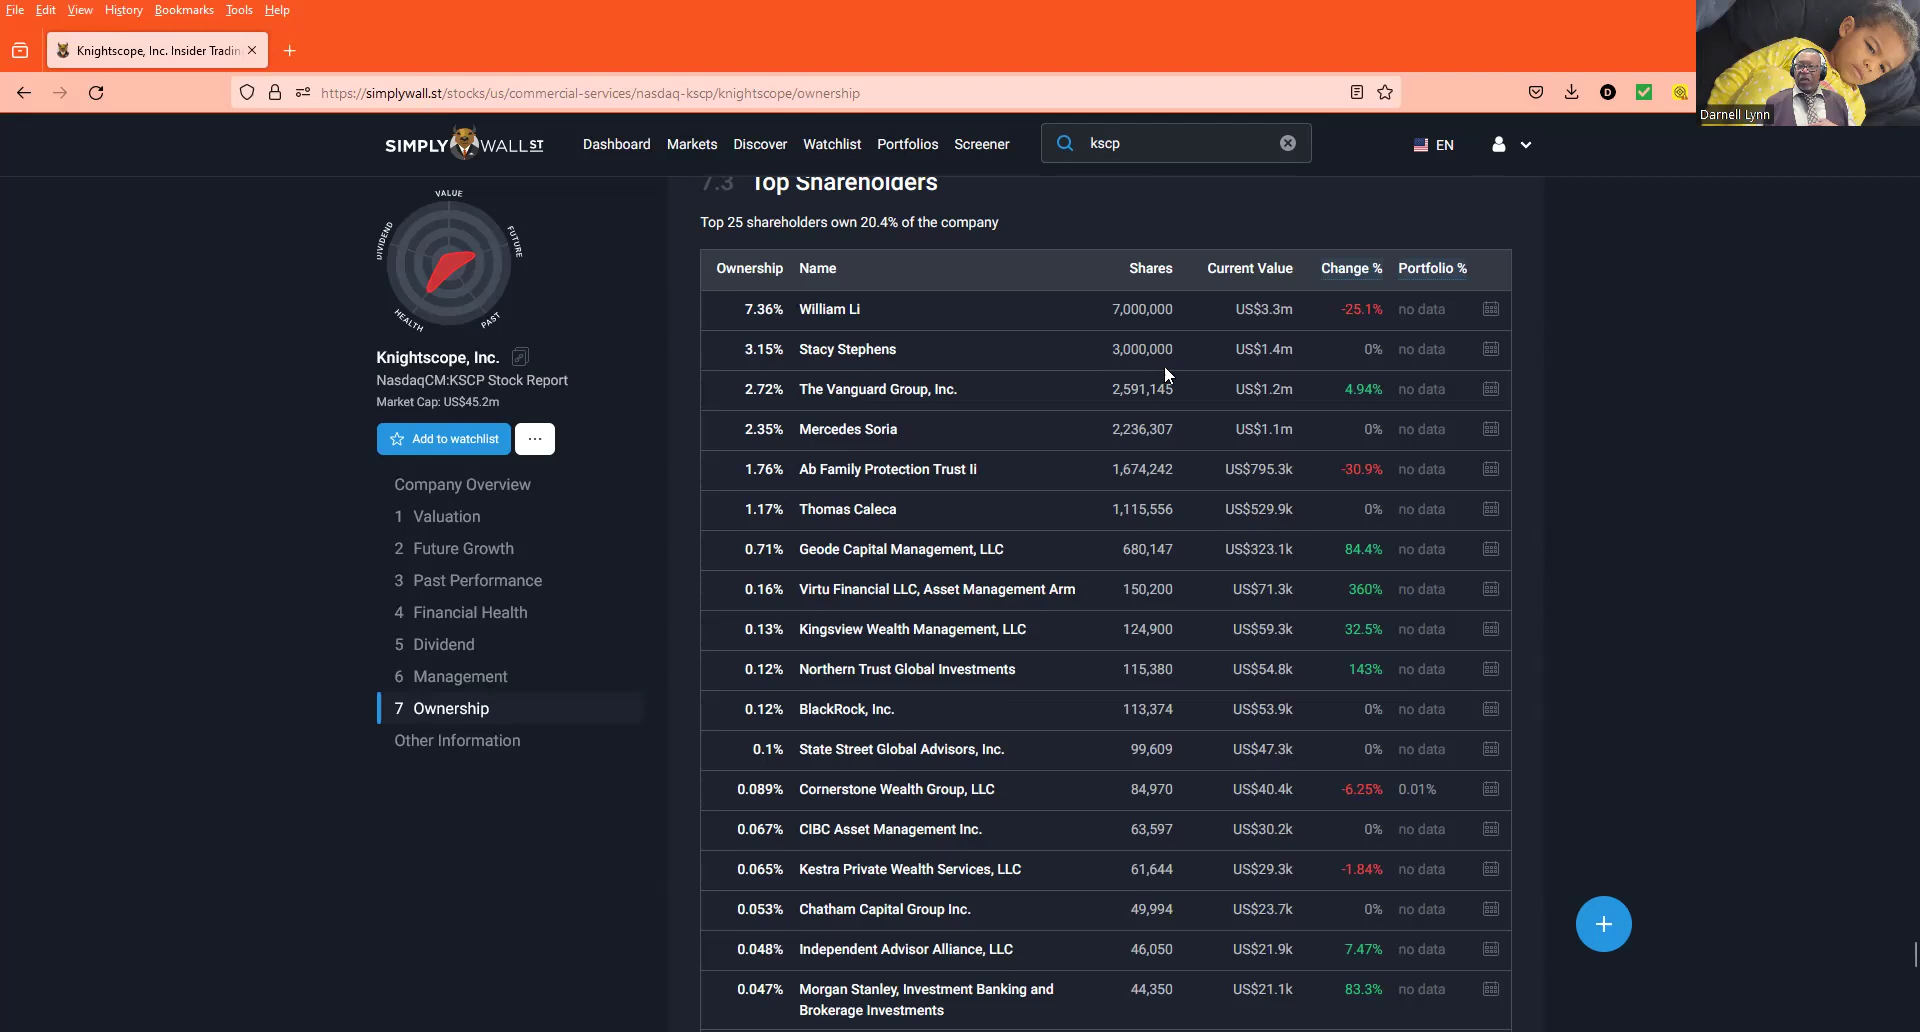 File Edit View History Bookmarks Tools Help
Knightscope, Inc. Insider Tradin
https://simplywall.st/stocks/us/commercial-services/nasdaq-kscp/knightscope/ownership
D
Darnell Lynn
SIMPLY WALL ST Dashboard Markets Discover Watchlist Portfolios Screener kscp EN
VALUE
FUTURE
PAST
HEALTH
DIVIDEND
Knightscope, Inc.
NasdaqCM:KSCP Stock Report
Market Cap: US$45.2m
Add to watchlist ...
Company Overview
1 Valuation
2 Future Growth
3 Past Performance
4 Financial Health
5 Dividend
6 Management
7 Ownership
Other Information
7.3 Top Shareholders
Top 25 shareholders own 20.4% of the company
Ownership Name Shares Current Value Change % Portfolio %
7.36% William Li 7,000,000 US$3.3m -25.1% no data
3.15% Stacy Stephens 3,000,000 US$1.4m 0% no data
2.72% The Vanguard Group, Inc. 2,591,145 US$1.2m 4.94% no data
2.35% Mercedes Soria 2,236,307 US$1.1m 0% no data
1.76% Ab Family Protection Trust Ii 1,674,242 US$795.3k -30.9% no data
1.17% Thomas Caleca 1,115,556 US$529.9k 0% no data
0.71% Geode Capital Management, LLC 680,147 US$323.1k 84.4% no data
0.16% Virtu Financial LLC, Asset Management Arm 150,200 US$71.3k 360% no data
0.13% Kingsview Wealth Management, LLC 124,900 US$59.3k 32.5% no data
0.12% Northern Trust Global Investments 115,380 US$54.8k 143% no data
0.12% BlackRock, Inc. 113,374 US$53.9k 0% no data
0.1% State Street Global Advisors, Inc. 99,609 US$47.3k 0% no data
0.089% Cornerstone Wealth Group, LLC 84,970 US$40.4k -6.25% 0.01%
0.067% CIBC Asset Management Inc. 63,597 US$30.2k 0% no data
0.065% Kestra Private Wealth Services, LLC 61,644 US$29.3k -1.84% no data
0.053% Chatham Capital Group Inc. 49,994 US$23.7k 0% no data
0.048% Independent Advisor Alliance, LLC 46,050 US$21.9k 7.47% no data
0.047% Morgan Stanley, Investment Banking and 44,350 US$21.1k 83.3% no data
Brokerage Investments